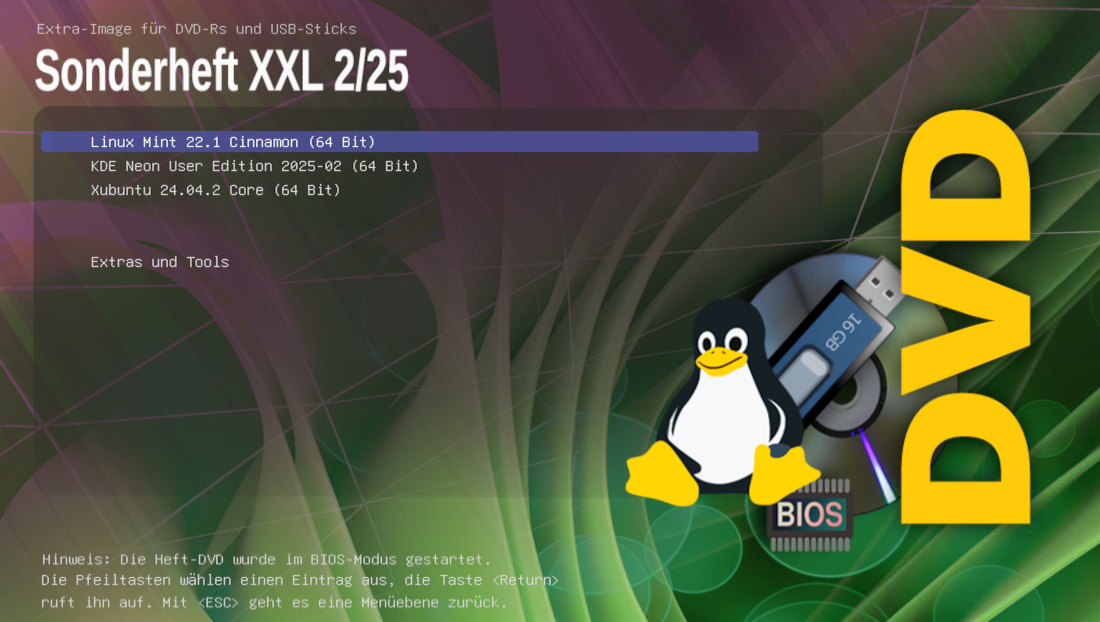 Extra-Image für DVD-Rs und USB-Sticks
Sonderheft XXL 2/25
Linux Mint 22.1 Cinnamon (64 Bit)
KDE Neon User Edition 2025-02 (64 Bit)
Xubuntu 24.04.2 Core (64 Bit)
Extras und Tools
16 GB
DVD
BIOS
Hinweis: Die Heft-DVD wurde im BIOS-Modus gestartet.
Die Pfeiltasten wählen einen Eintrag aus, die Taste <Return>
ruft ihn auf. Mit <ESC> geht es eine Menüebene zurück.